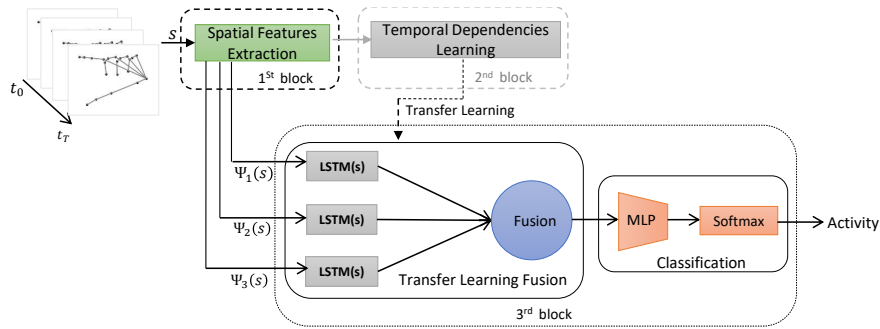 s
Spatial Features
Extraction
1St block
Temporal Dependencies
Learning
2nd block
t0
tT
Transfer Learning
Ψ1(s)
LSTM(s)
Ψ2(s)
LSTM(s)
Ψ3(s)
LSTM(s)
Fusion
Transfer Learning Fusion
MLP
Softmax
Classification
Activity
3rd block